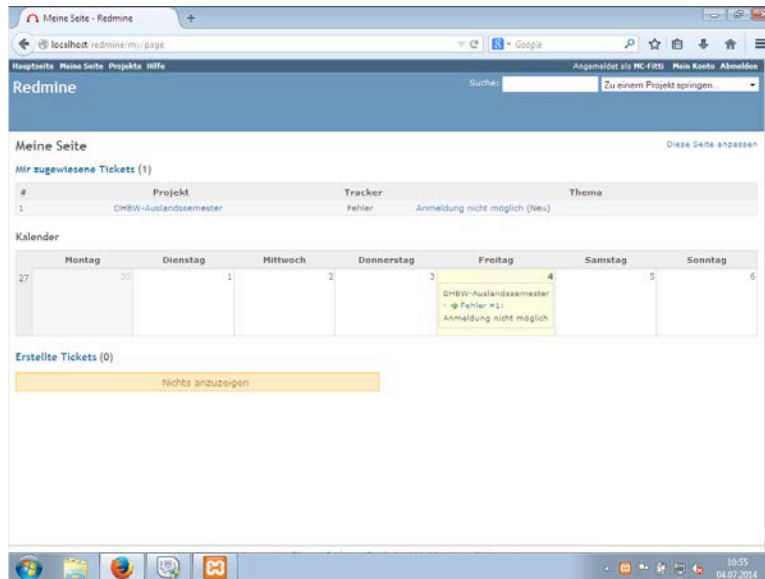 Meine Seite - Redmine
localhost/redmine/my/page
Google
Hauptseite Meine Seite Projekte Hilfe
Angemeldet als MC-Fitti Mein Konto Abmelden
Redmine
Suche:
Zu einem Projekt springen...
Meine Seite
Diese Seite anpassen
Mir zugewiesene Tickets (1)
# Projekt Tracker Thema
1 DHBW-Auslandssemester Fehler Anmeldung nicht möglich (Neu)
Kalender
Montag Dienstag Mittwoch Donnerstag Freitag Samstag Sonntag
27 30 1 2 3 4 5 6
DHBW-Auslandssemester
- Fehler #1:
Anmeldung nicht möglich
Erstellte Tickets (0)
Nichts anzuzeigen
10:55
04.07.2014